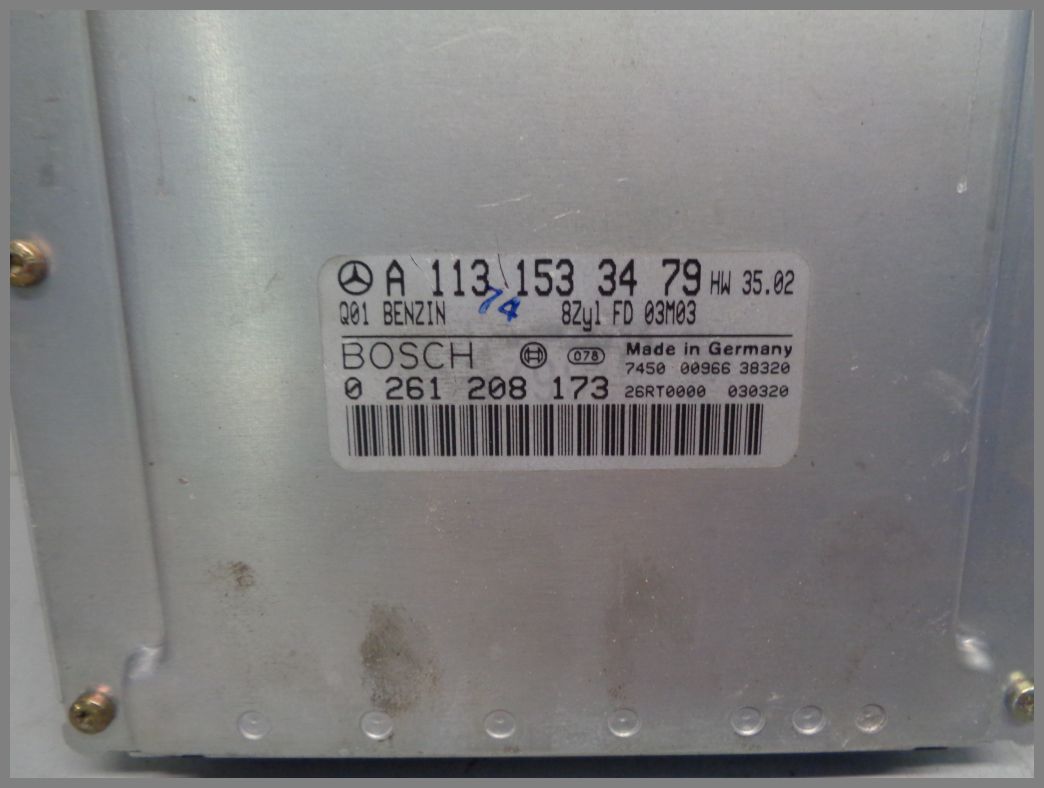 A 113 153 34 79 HW 35.02
Q01 BENZIN 74 8Zyl FD 03M03
BOSCH 078 Made in Germany
7450 00966 38320
0 261 208 173 26RT0000 030320